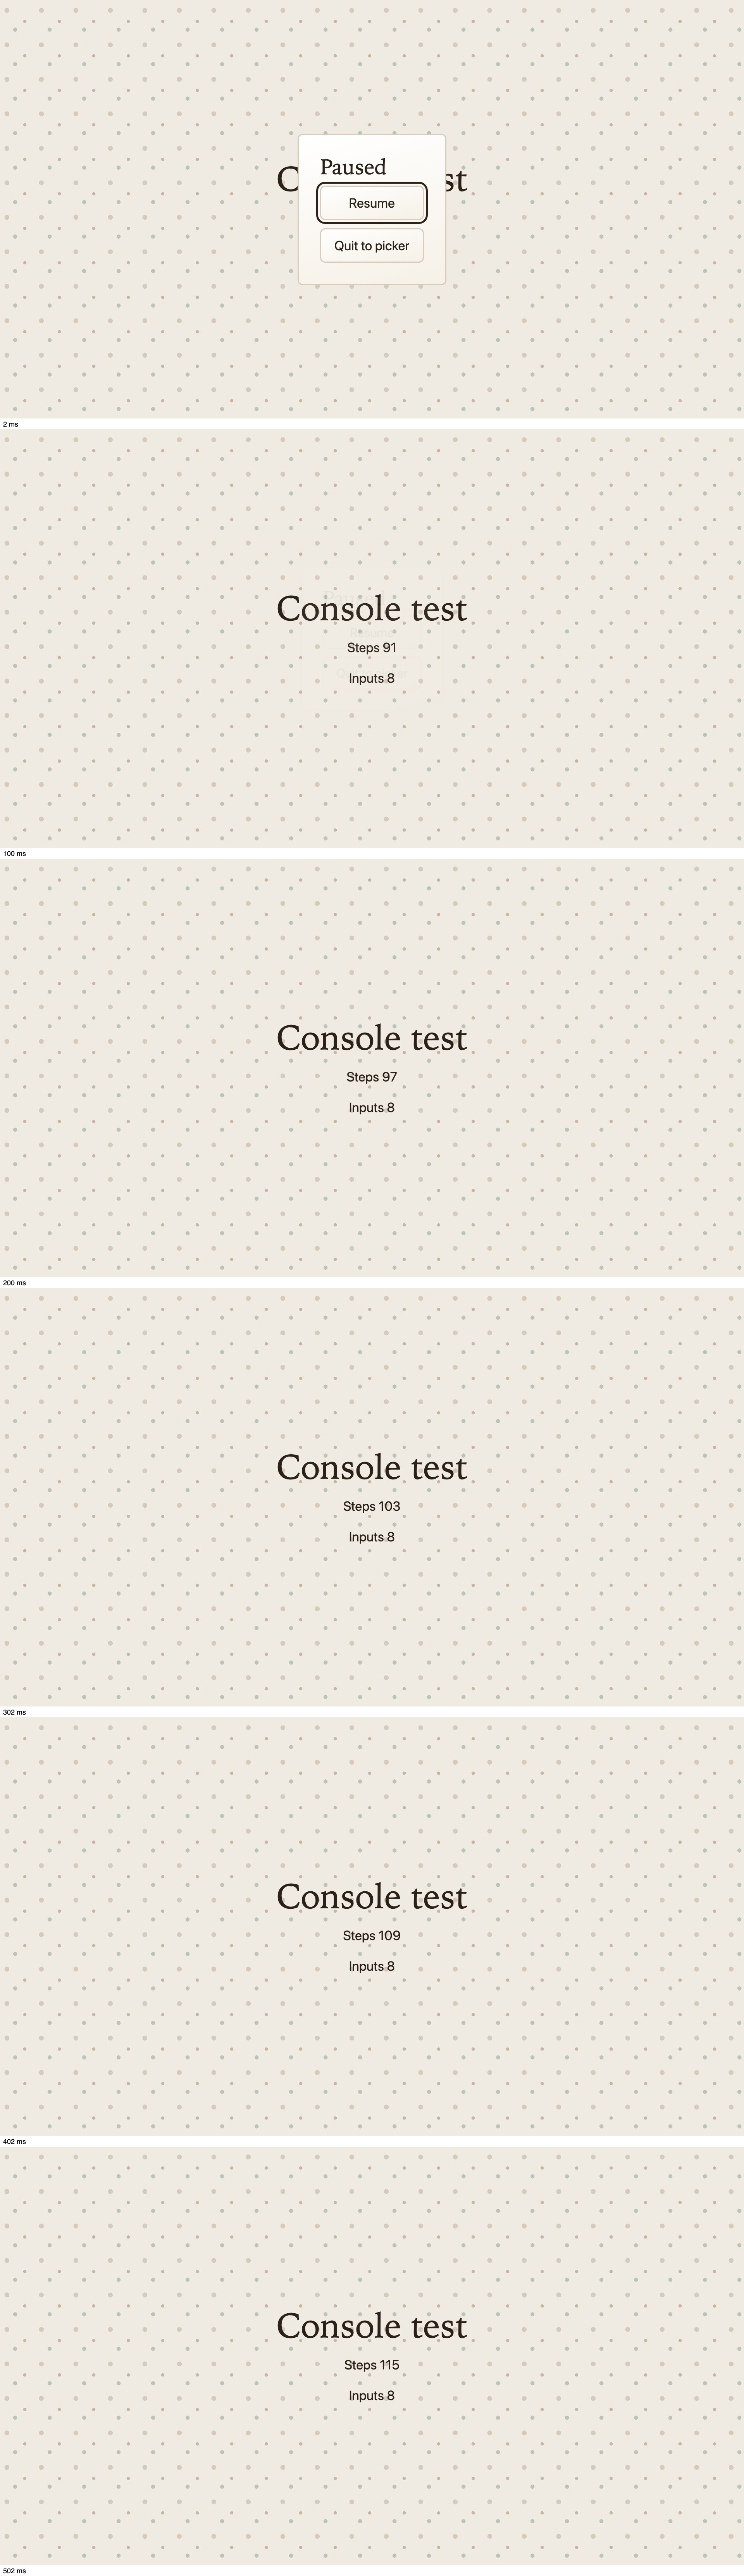 Paused
C st
Resume
Quit to picker
2 ms
Console test
Steps 91
Inputs 8
100 ms
Console test
Steps 97
Inputs 8
200 ms
Console test
Steps 103
Inputs 8
302 ms
Console test
Steps 109
Inputs 8
402 ms
Console test
Steps 115
Inputs 8
502 ms